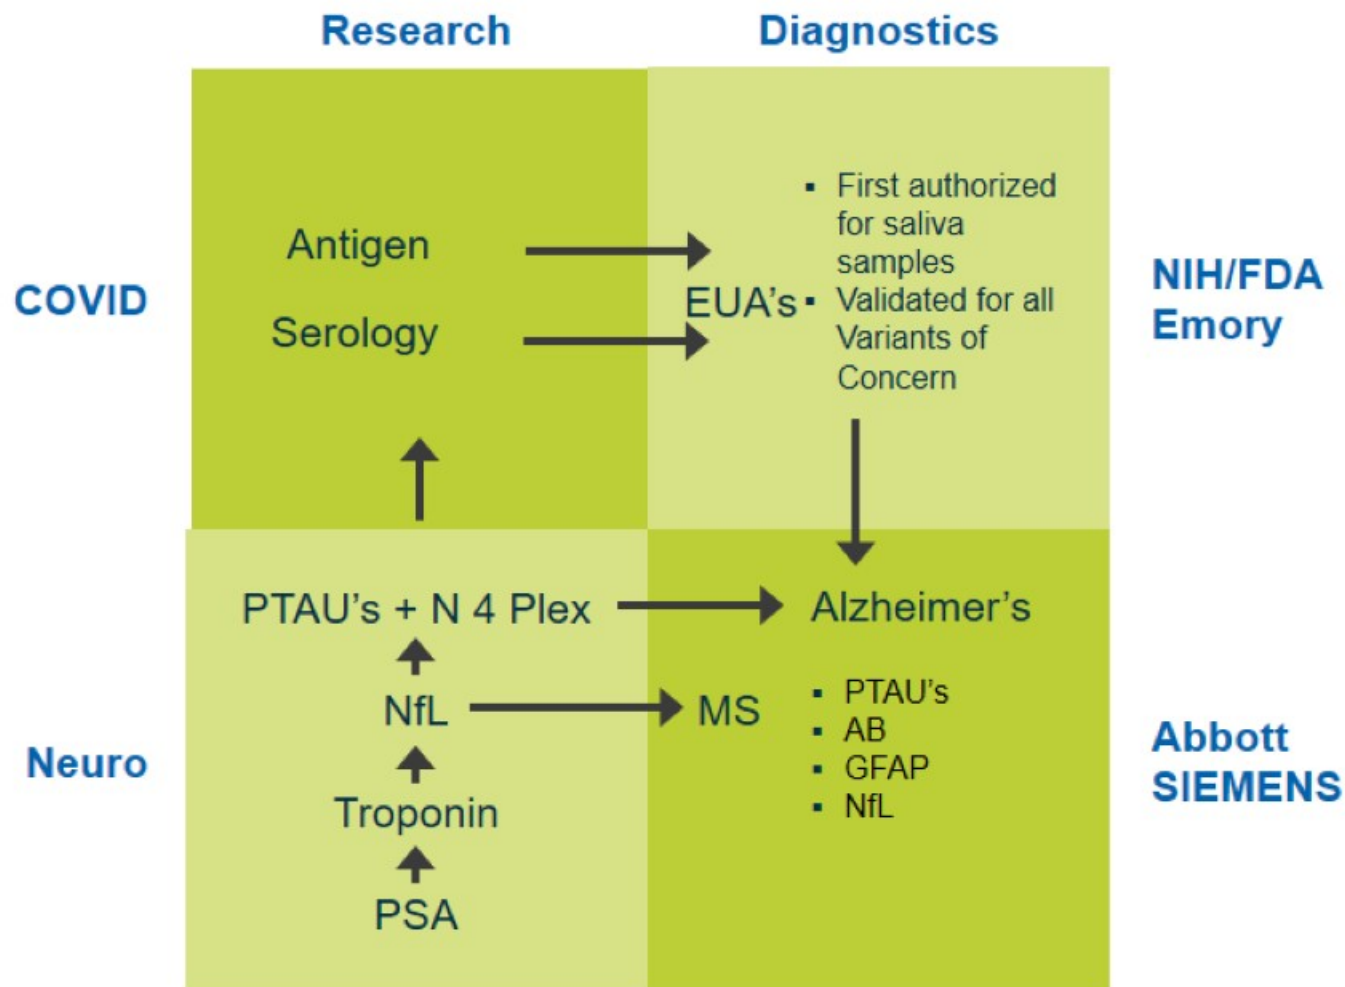 Research
Diagnostics
COVID
Antigen
Serology
EUA's
▪ First authorized
for saliva
samples
▪ Validated for all
Variants of
Concern
NIH/FDA
Emory
Neuro
PTAU's + N 4 Plex
NfL
Troponin
PSA
Alzheimer's
MS
▪ PTAU's
▪ AB
▪ GFAP
▪ NfL
Abbott
SIEMENS